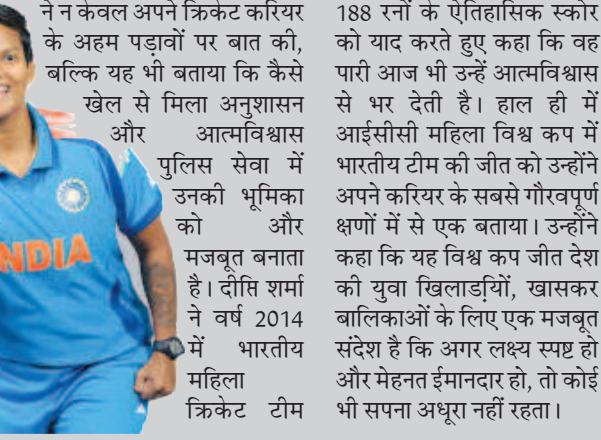 ने न केवल अपने क्रिकेट करियर
के अहम पड़ावों पर बात की,
बल्कि यह भी बताया कि कैसे
खेल से मिला अनुशासन
और आत्मविश्वास
पुलिस सेवा में
उनकी भूमिका
को और
मजबूत बनाता
है। दीप्ति शर्मा
ने वर्ष 2014
में भारतीय
महिला
क्रिकेट टीम
188 रनों के ऐतिहासिक स्कोर
को याद करते हुए कहा कि वह
पारी आज भी उन्हें आत्मविश्वास
से भर देती है। हाल ही में
आईसीसी महिला विश्व कप में
भारतीय टीम की जीत को उन्होंने
अपने करियर के सबसे गौरवपूर्ण
क्षणों में से एक बताया। उन्होंने
कहा कि यह विश्व कप जीत देश
की युवा खिलाड़ियों, खासकर
बालिकाओं के लिए एक मजबूत
संदेश है कि अगर लक्ष्य स्पष्ट हो
और मेहनत ईमानदार हो, तो कोई
भी सपना अधूरा नहीं रहता।
NDIA